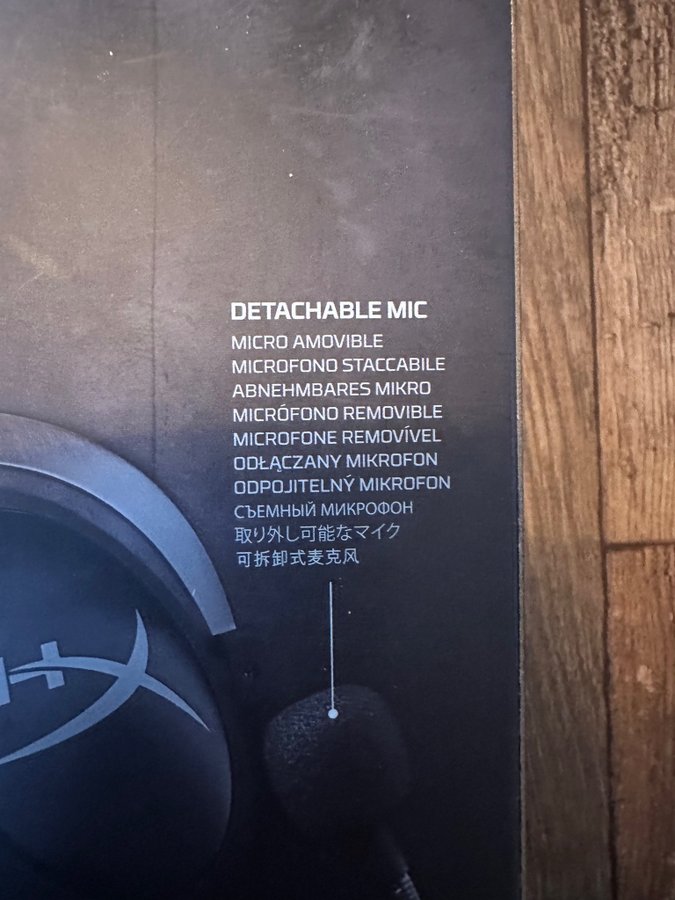 DETACHABLE MIC
MICRO AMOVIBLE
MICROFONO STACCABILE
ABNEHMBARES MIKRO
MICRÓFONO REMOVIBLE
MICROFONE REMOVÍVEL
ODŁĄCZANY MIKROFON
ODPOJITELNÝ MIKROFON
СЪЕМНЫЙ МИКРОФОН
取り外し可能なマイク
可拆卸式麦克风
HX